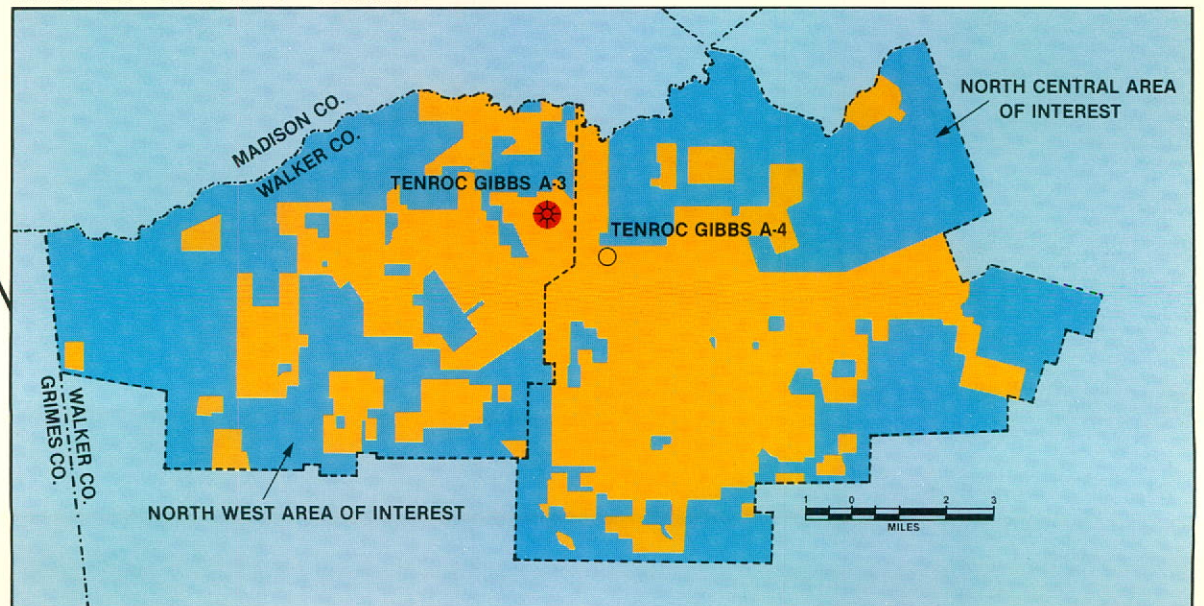 NORTH CENTRAL AREA
OF INTEREST
MADISON CO.
WALKER CO.
TENROC GIBBS A-3
TENROC GIBBS A-4
WALKER CO.
GRIMES CO.
NORTH WEST AREA OF INTEREST
1 0 2 3
MILES